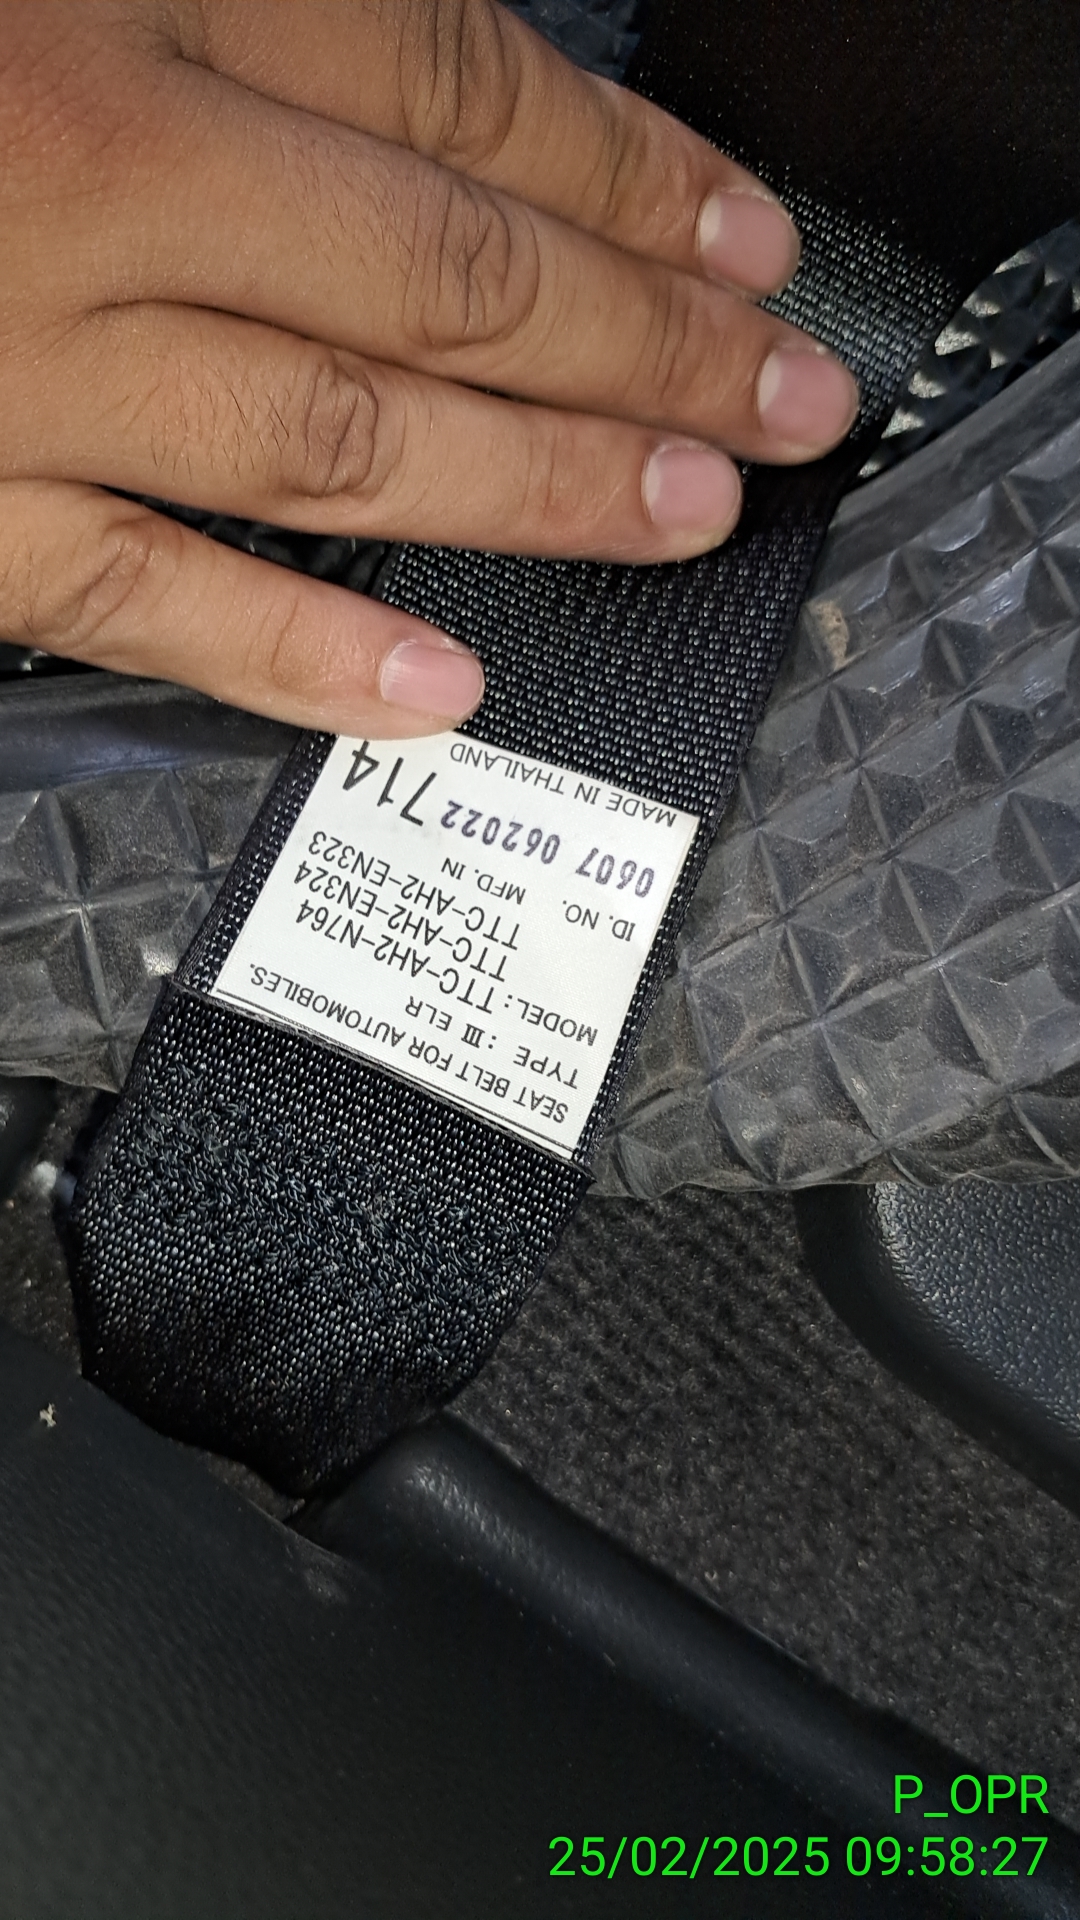 SEAT BELT FOR AUTOMOBILES.
TYPE : III ELR
MODEL : TTC-AH2-N764
TTC-AH2-EN324
TTC-AH2-EN323
ID. NO. MFD. IN
0607 062022 714
MADE IN THAILAND
P_OPR
25/02/2025 09:58:27